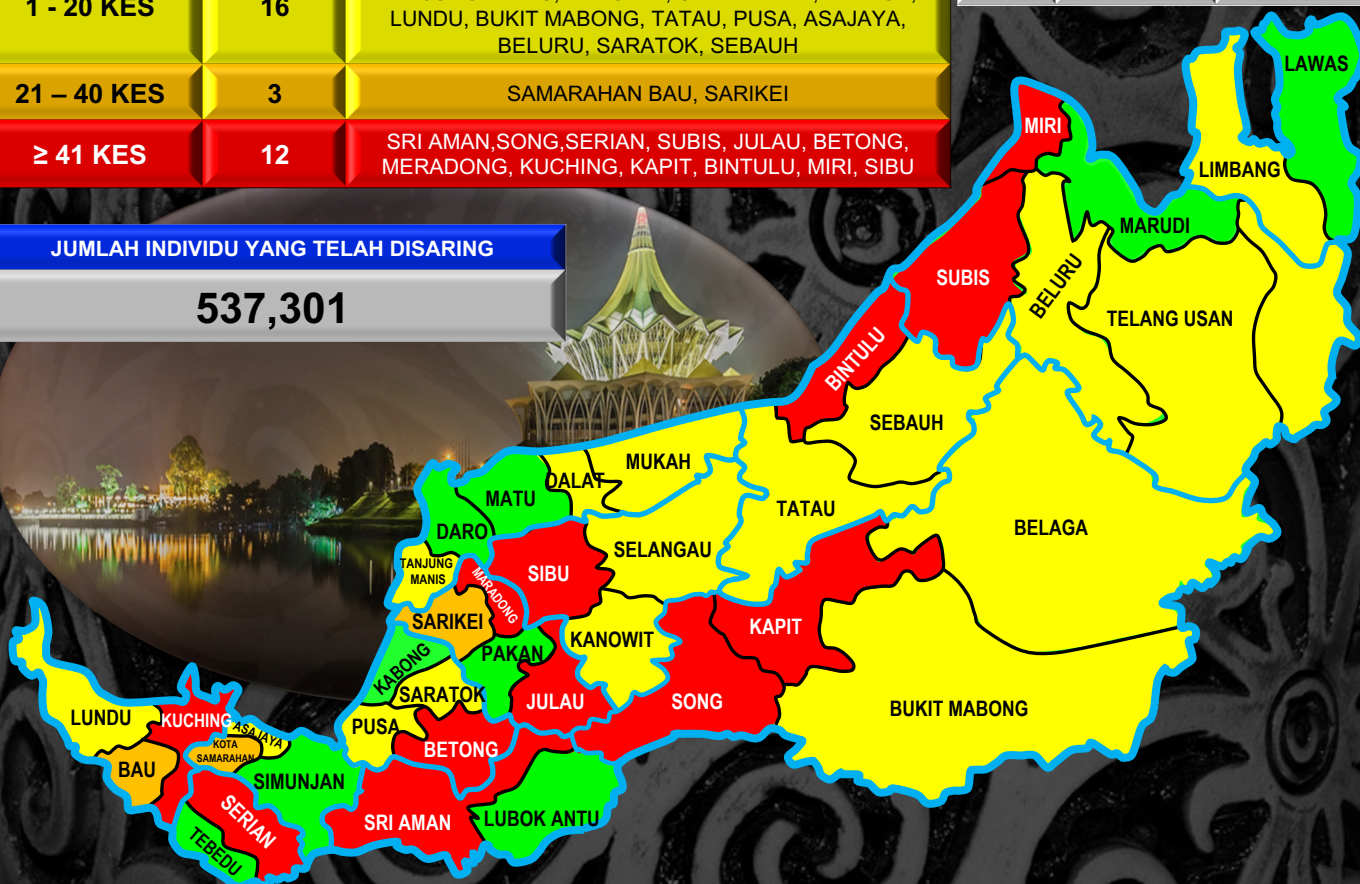 1 - 20 KES
16
LUNDU, BUKIT MABONG, TATAU, PUSA, ASAJAYA,
BELURU, SARATOK, SEBAUH
21 – 40 KES
3
SAMARAHAN BAU, SARIKEI
≥ 41 KES
12
SRI AMAN,SONG,SERIAN, SUBIS, JULAU, BETONG,
MERADONG, KUCHING, KAPIT, BINTULU, MIRI, SIBU
JUMLAH INDIVIDU YANG TELAH DISARING
537,301
LAWAS
MIRI
LIMBANG
MARUDI
SUBIS
BELURU
TELANG USAN
BINTULU
SEBAUH
MUKAH
DALAT
MATU
TATAU
DARO
BELAGA
SELANGAU
TANJUNG
MANIS
SIBU
MARADONG
SARIKEI
KAPIT
KANOWIT
PAKAN
KABONG
SARATOK
JULAU
SONG
BUKIT MABONG
LUNDU
KUCHING
PUSA
ASAJAYA
BETONG
KOTA
SAMARAHAN
BAU
SIMUNJAN
SERIAN
SRI AMAN
LUBOK ANTU
TEBEDU